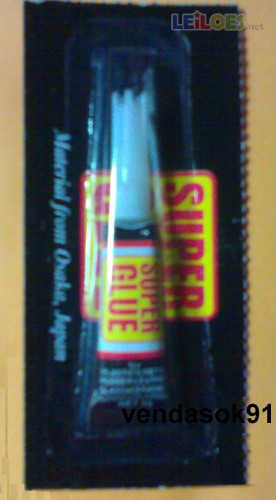 LEiLOES.net
SUPER
Material from Osaka, Japan
SUPER
GLUE
vendasok91